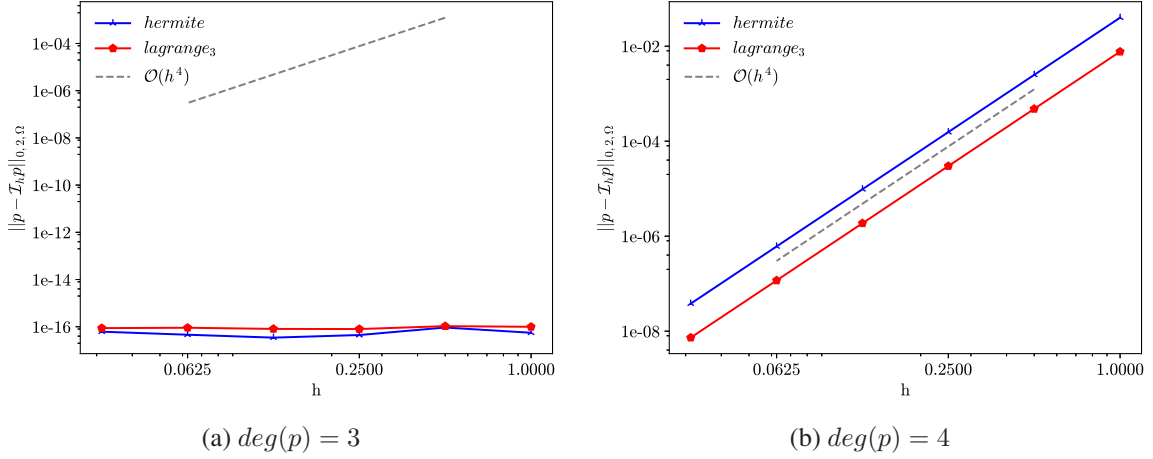 hermite
lagrange₃
𝒪(h⁴)
1e−04
1e−06
1e−08
1e−10
1e−12
1e−14
1e−16
||p − ℐₕp||₀,₂,Ω
0.0625
0.2500
1.0000
h
(a) deg(p) = 3
hermite
lagrange₃
𝒪(h⁴)
1e−02
1e−04
1e−06
1e−08
||p − ℐₕp||₀,₂,Ω
0.0625
0.2500
1.0000
h
(b) deg(p) = 4